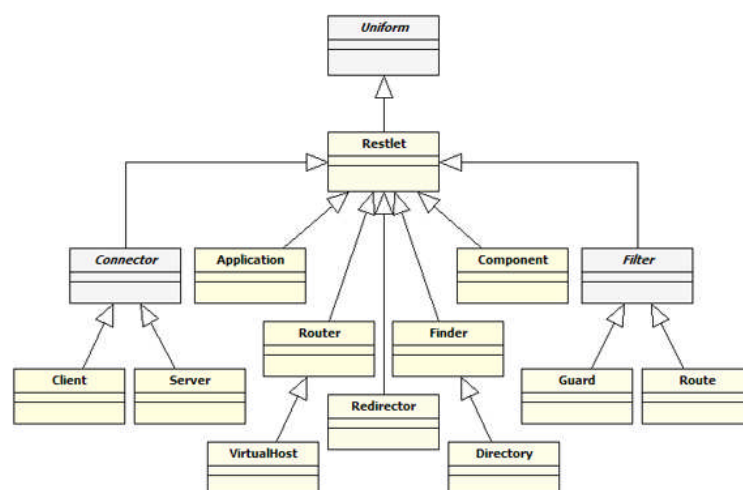 Uniform
Restlet
Connector
Application
Component
Filter
Router
Finder
Client
Server
Guard
Route
Redirector
VirtualHost
Directory